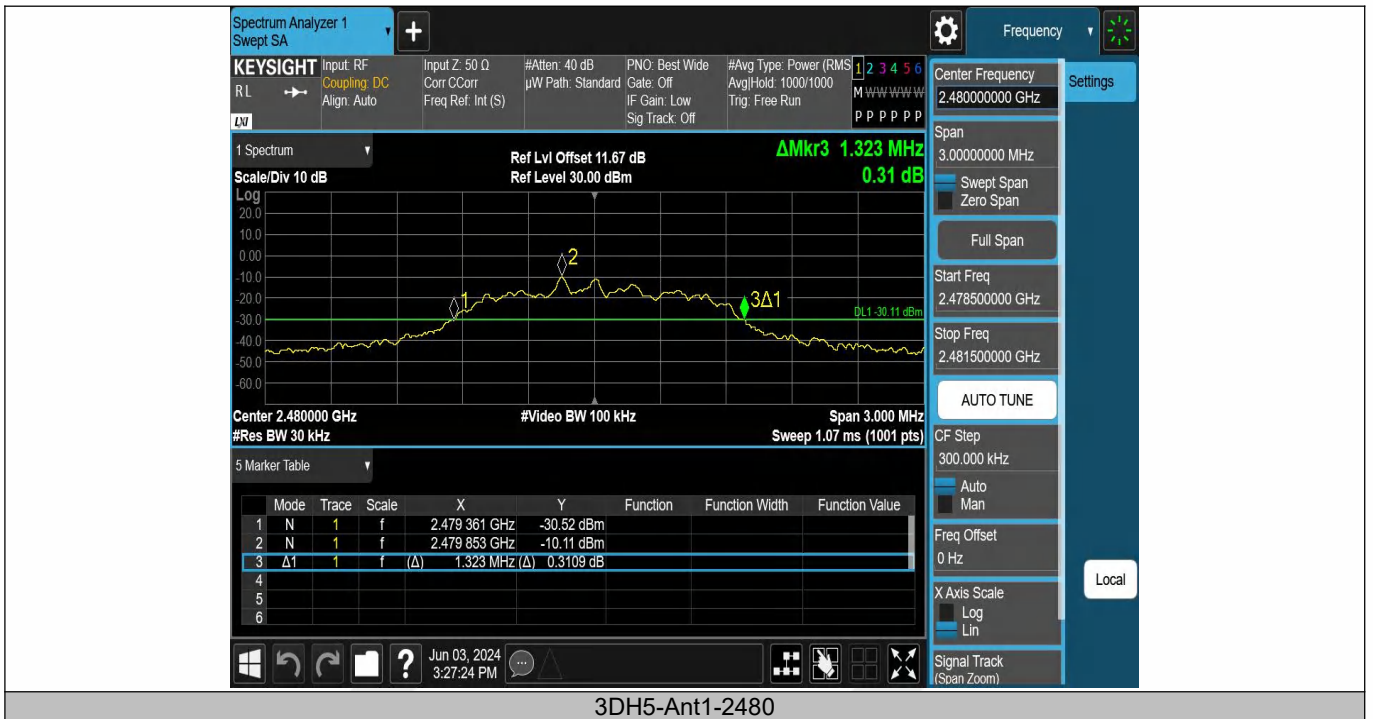 Spectrum Analyzer 1
Swept SA
+
Frequency
KEYSIGHT
RL
LXI
Input: RF
Coupling: DC
Align: Auto
Input Z: 50 Ω
Corr CCorr
Freq Ref: Int (S)
#Atten: 40 dB
µW Path: Standard
PNO: Best Wide
Gate: Off
IF Gain: Low
Sig Track: Off
#Avg Type: Power (RMS
Avg|Hold: 1000/1000
Trig: Free Run
1 2 3 4 5 6
M W W W W W
P P P P P P
1 Spectrum
Scale/Div 10 dB
Ref Lvl Offset 11.67 dB
Ref Level 30.00 dBm
ΔMkr3 1.323 MHz
0.31 dB
Log
20.0
10.0
0.00
-10.0
-20.0
-30.0
-40.0
-50.0
-60.0
1
2
3Δ1
DL1 -30.11 dBm
Center 2.480000 GHz
#Video BW 100 kHz
Span 3.000 MHz
#Res BW 30 kHz
Sweep 1.07 ms (1001 pts)
5 Marker Table
Mode Trace Scale X Y Function Function Width Function Value
1 N 1 f 2.479 361 GHz -30.52 dBm
2 N 1 f 2.479 853 GHz -10.11 dBm
3 Δ1 1 f (Δ) 1.323 MHz (Δ) 0.3109 dB
4
5
6
?
Jun 03, 2024
3:27:24 PM
Center Frequency
2.480000000 GHz
Settings
Span
3.00000000 MHz
Swept Span
Zero Span
Full Span
Start Freq
2.478500000 GHz
Stop Freq
2.481500000 GHz
AUTO TUNE
CF Step
300.000 kHz
Auto
Man
Freq Offset
0 Hz
X Axis Scale
Log
Lin
Local
Signal Track
(Span Zoom)
3DH5-Ant1-2480